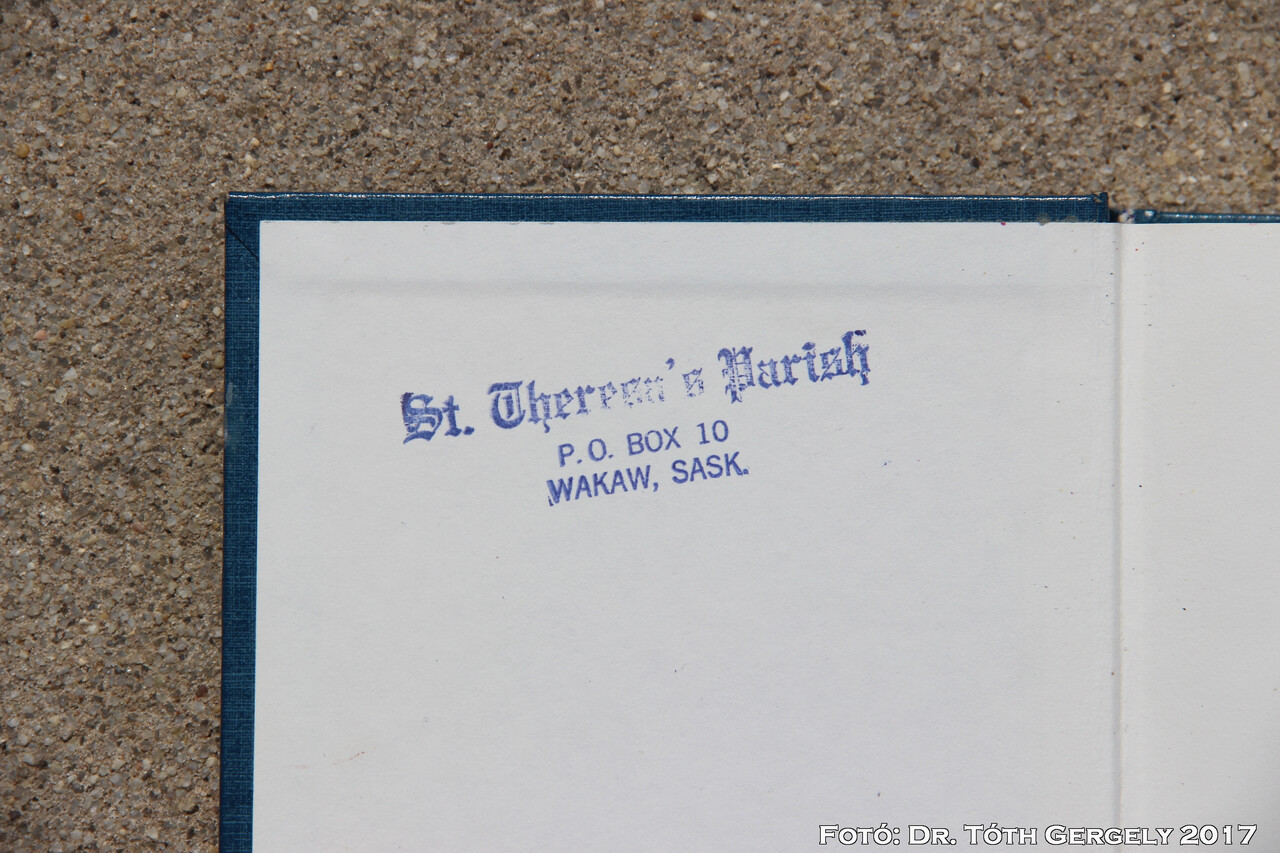 St. Theresa's Parish
P.O. BOX 10
WAKAW, SASK.
FOTÓ: DR. TÓTH GERGELY 2017